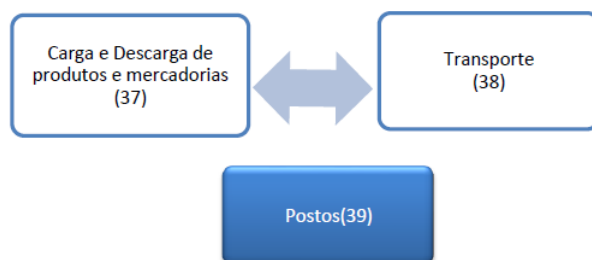 Carga e Descarga de
produtos e mercadorias
(37)
Transporte
(38)
Postos(39)